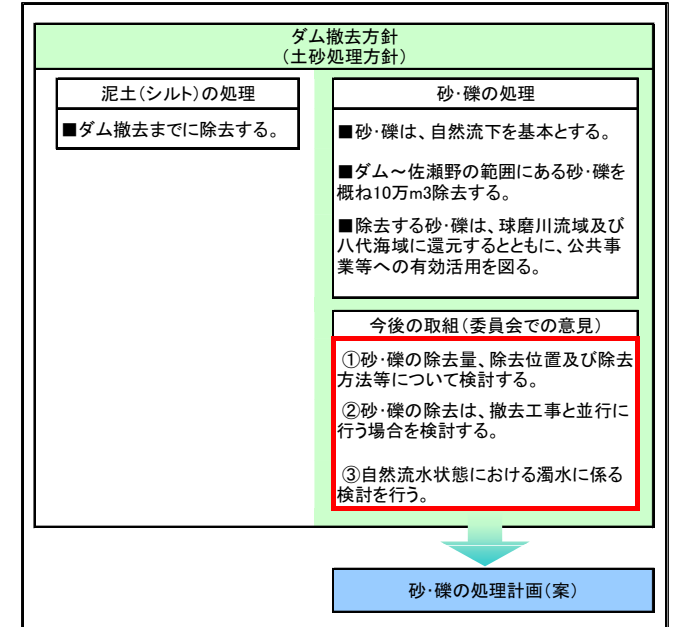 ダム撤去方針
(土砂処理方針)
泥土(シルト)の処理
■ダム撤去までに除去する。
砂・礫の処理
■砂・礫は、自然流下を基本とする。
■ダム～佐瀬野の範囲にある砂・礫を
概ね10万m3除去する。
■除去する砂・礫は、球磨川流域及び
八代海域に還元するとともに、公共事
業等への有効活用を図る。
今後の取組(委員会での意見)
①砂・礫の除去量、除去位置及び除去
方法等について検討する。
②砂・礫の除去は、撤去工事と並行に
行う場合を検討する。
③自然流水状態における濁水に係る
検討を行う。
砂・礫の処理計画(案)